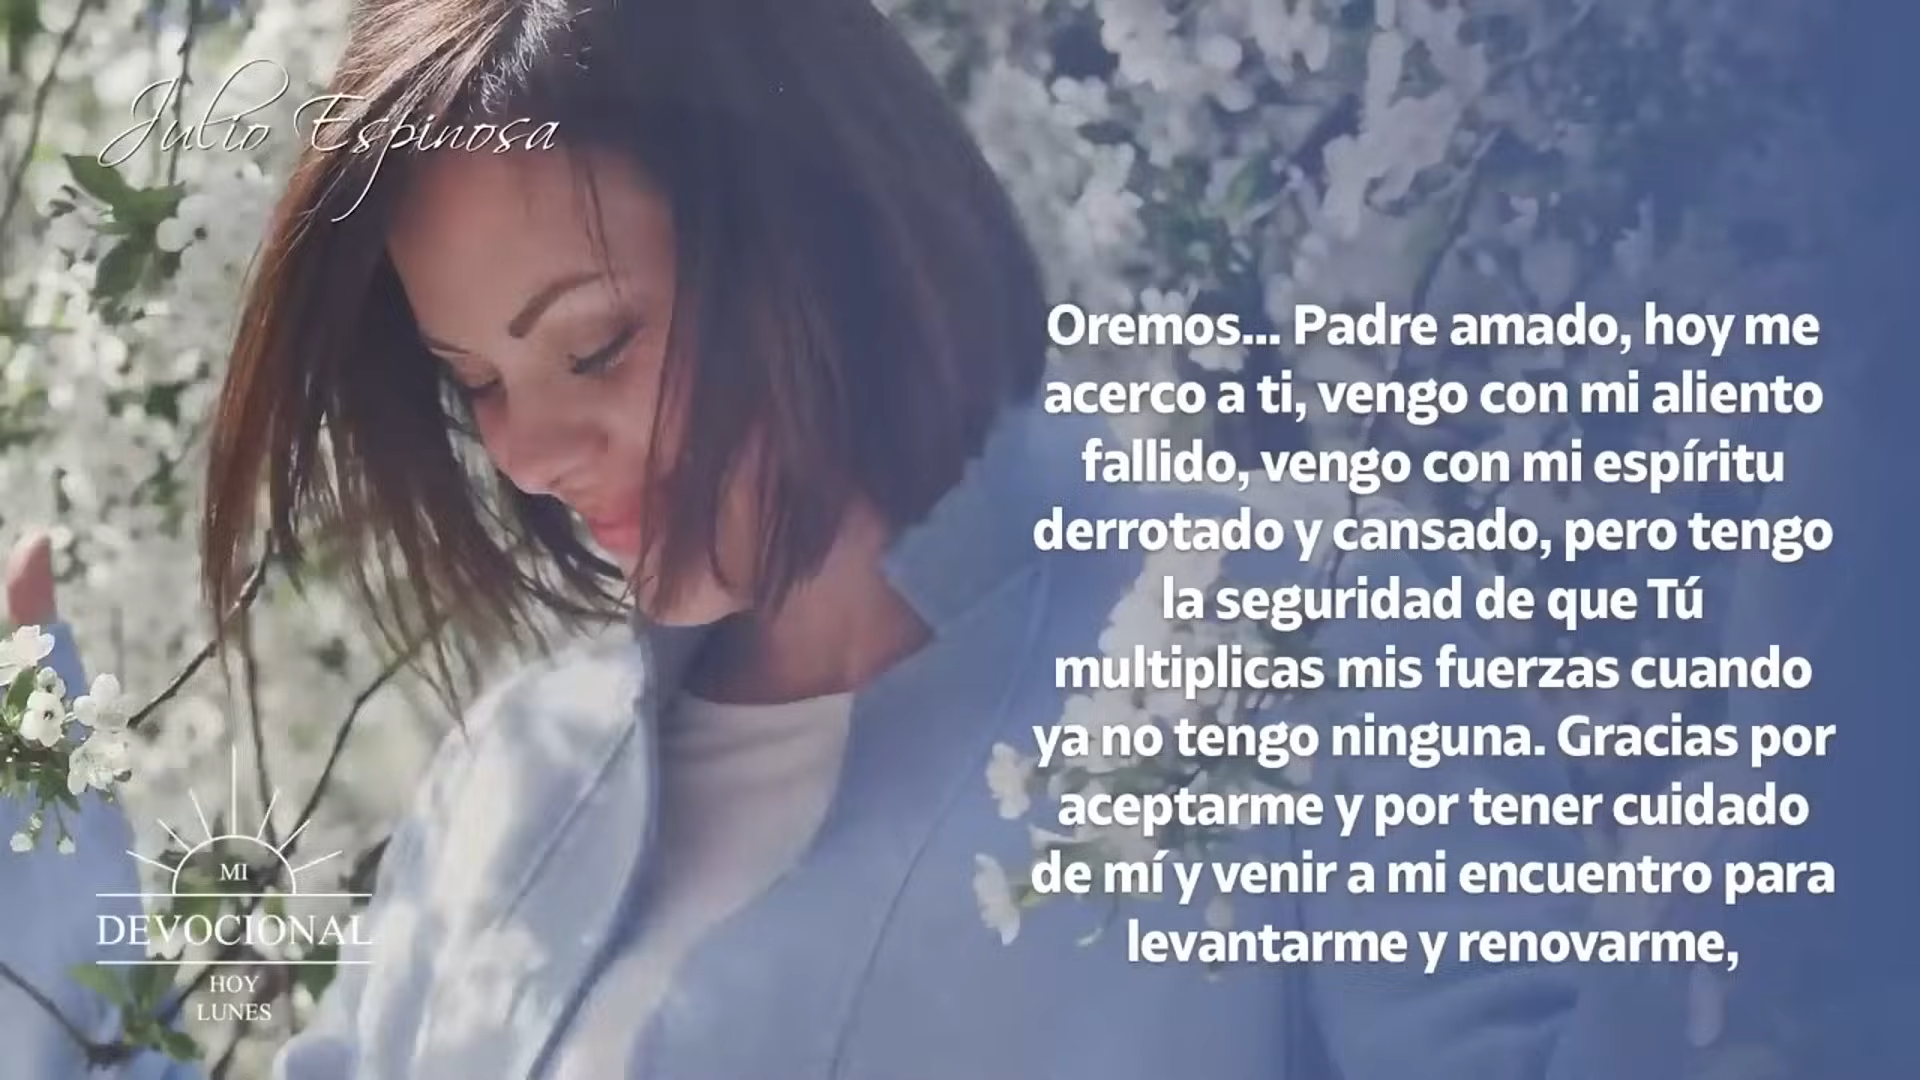 Julio Espinosa
Oremos... Padre amado, hoy me
acerco a ti, vengo con mi aliento
fallido, vengo con mi espíritu
derrotado y cansado, pero tengo
la seguridad de que Tú
multiplicas mis fuerzas cuando
ya no tengo ninguna. Gracias por
aceptarme y por tener cuidado
de mí y venir a mi encuentro para
levantarme y renovarme,
MI
DEVOCIONAL
HOY
LUNES